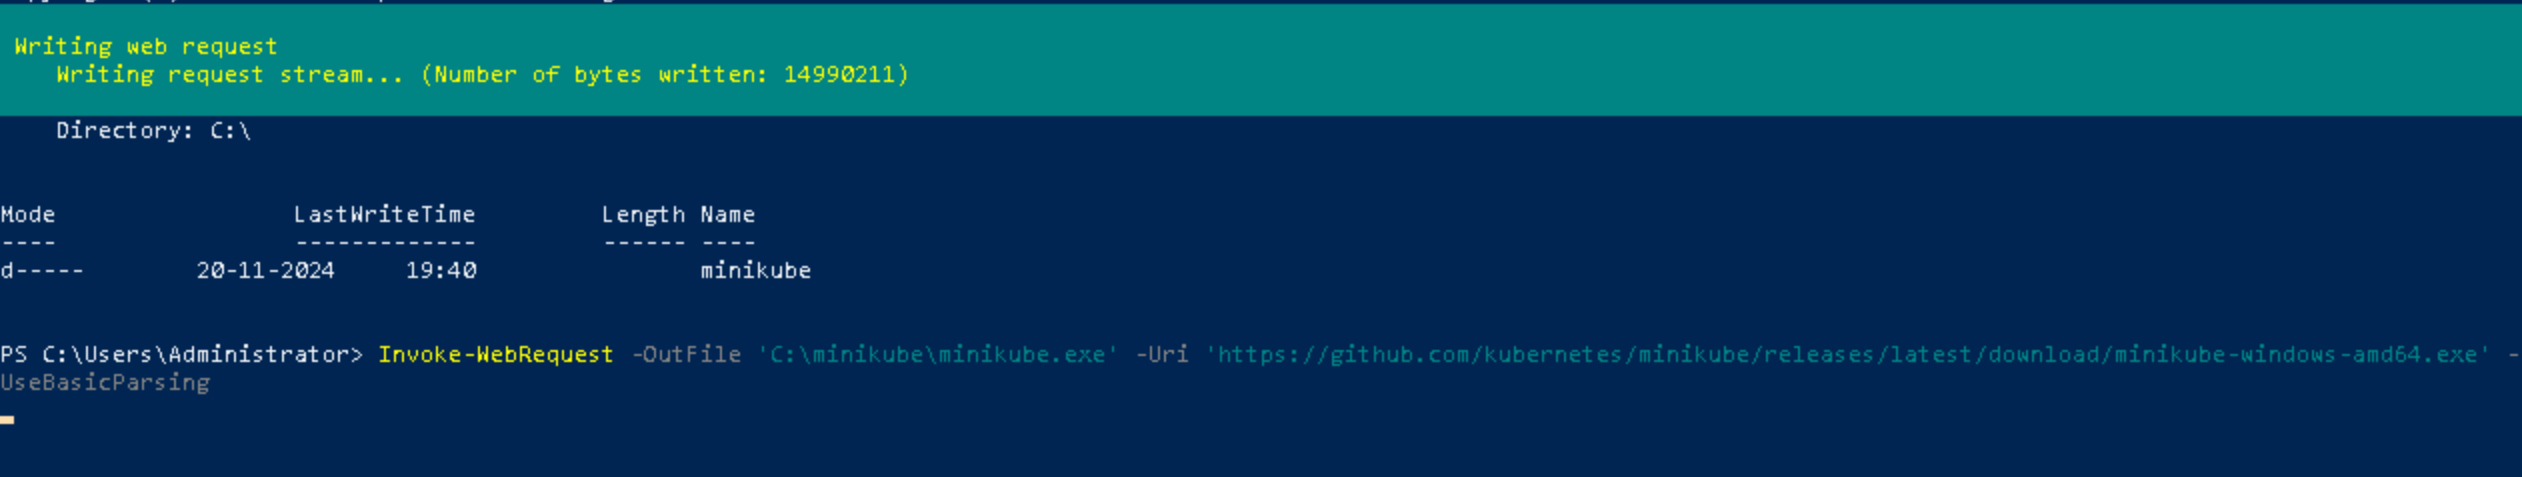 Writing web request
Writing request stream... (Number of bytes written: 14990211)
Directory: C:\
Mode LastWriteTime Length Name
---- ------------- ------ ----
d----- 20-11-2024 19:40 minikube
PS C:\Users\Administrator> Invoke-WebRequest -OutFile 'C:\minikube\minikube.exe' -Uri 'https://github.com/kubernetes/minikube/releases/latest/download/minikube-windows-amd64.exe' -
UseBasicParsing